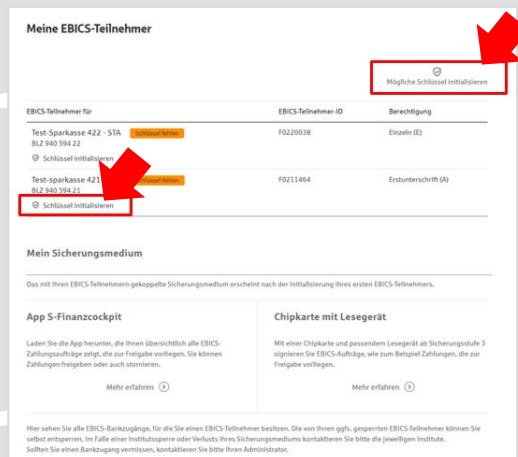 Meine EBICS-Teilnehmer
Mögliche Schlüssel initialisieren
EBICS-Teilnehmer für EBICS-Teilnehmer-ID Berechtigung
Test-Sparkasse 422 - STA Schlüssel fehlen F0220038 Einzeln (E)
BLZ 940 594 22
Schlüssel initialisieren
Test-sparkasse 421 Schlüssel fehlen F0211464 Erstunterschrift (A)
BLZ 940 594 21
Schlüssel initialisieren
Mein Sicherungsmedium
Das mit Ihren EBICS-Teilnehmern gekoppelte Sicherungsmedium erscheint nach der Initialisierung Ihres ersten EBICS-Teilnehmers.
App S-Finanzcockpit
Laden Sie die App herunter, die Ihnen übersichtlich alle EBICS-
Zahlungsaufträge zeigt, die zur Freigabe vorliegen. Sie können
Zahlungen freigeben oder auch stornieren.
Mehr erfahren
Chipkarte mit Lesegerät
Mit einer Chipkarte und passendem Lesegerät ab Sicherungsstufe 3
signieren Sie EBICS-Aufträge, wie zum Beispiel Zahlungen, die zur
Freigabe vorliegen.
Mehr erfahren
Hier sehen Sie alle EBICS-Bankzugänge, für die Sie einen EBICS-Teilnehmer besitzen. Die von Ihnen ggfs. gesperrten EBICS-Teilnehmer können Sie
selbst entsperren. Im Falle einer Institutssperre oder Verlusts Ihres Sicherungsmediums kontaktieren Sie bitte die jeweiligen Institute.
Sollten Sie einen Bankzugang vermissen, kontaktieren Sie bitte Ihren Administrator.